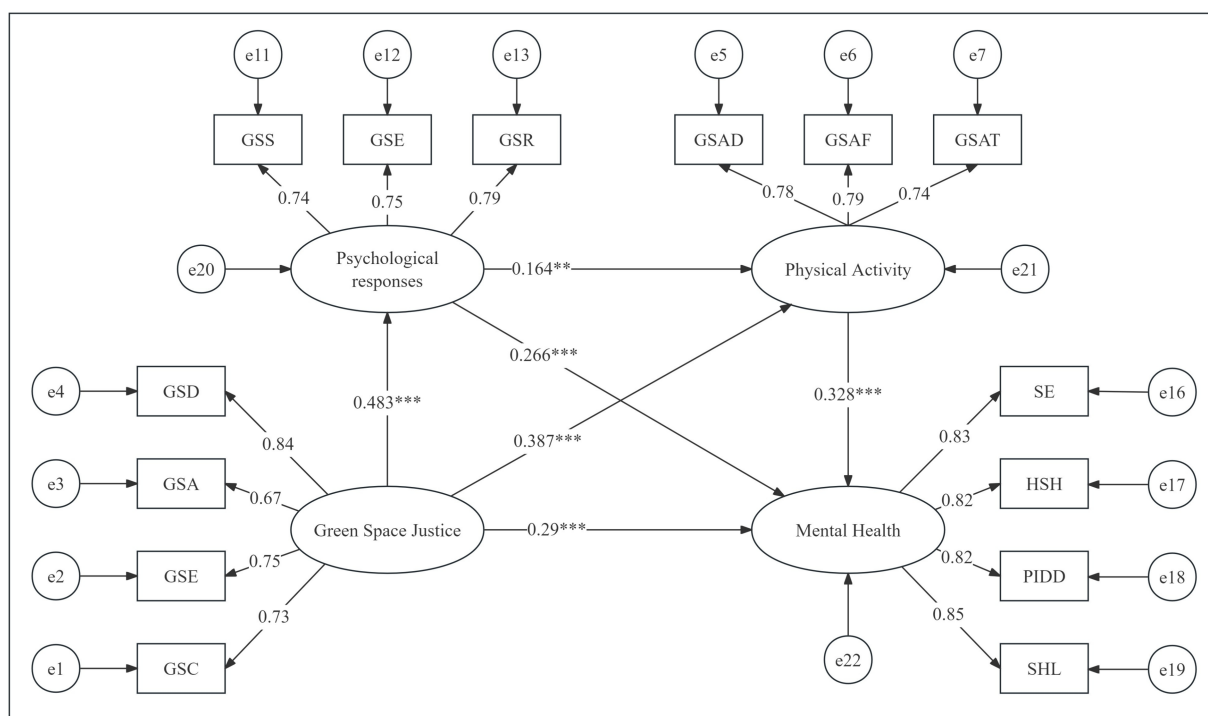 e11
e12
e13
e5
e6
e7
GSS
GSE
GSR
GSAD
GSAF
GSAT
0.74
0.75
0.79
0.78
0.79
0.74
e20
Psychological
responses
0.164**
Physical Activity
e21
0.266***
e4
GSD
0.483***
0.328***
SE
e16
0.84
0.387***
0.83
e3
GSA
0.67
0.82
HSH
e17
Green Space Justice
0.29***
Mental Health
e2
GSE
0.75
0.82
PIDD
e18
0.73
0.85
e1
GSC
e22
SHL
e19